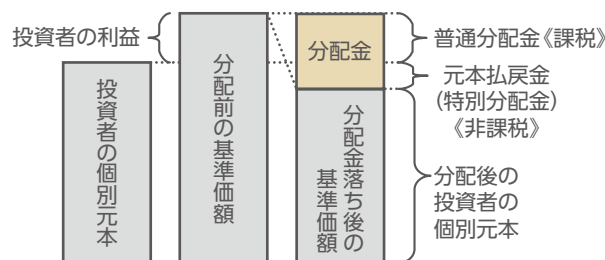 投資者の利益
投資者の個別元本
分配前の基準価額
分配金
分配金落ち後の
基準価額
普通分配金《課税》
元本払戻金
(特別分配金)
《非課税》
分配後の
投資者の
個別元本